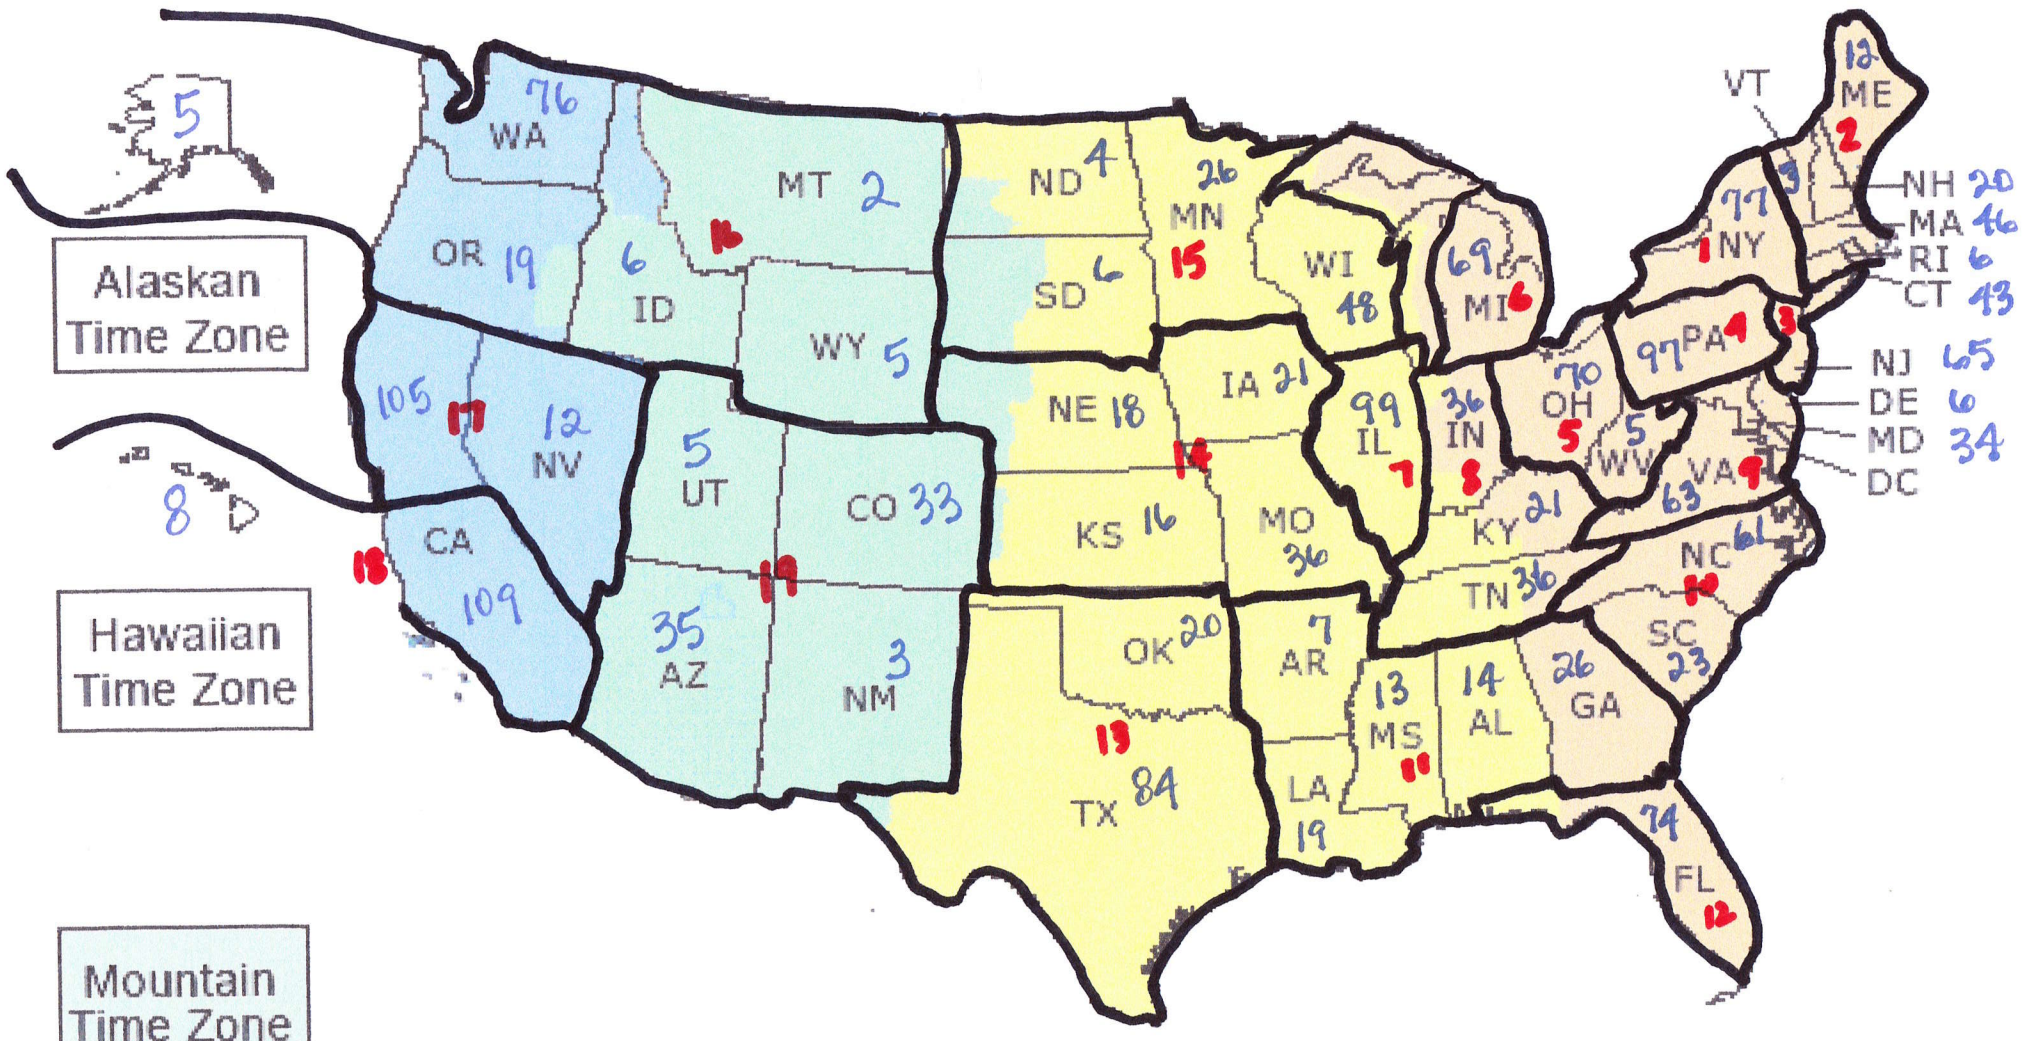 5
Alaskan
Time Zone
8
Hawaiian
Time Zone
Mountain
Time Zone
76
WA
OR 19
6
ID
MT 2
16
WY 5
105
17
12
NV
CA
18
109
5
UT
CO 33
19
35
AZ
3
NM
ND 4
SD 6
NE 18
KS 16
26
MN
15
WI
48
IA 21
14
MO
36
OK 20
13
TX 84
7
AR
LA
19
13
MS
11
14
AL
26
GA
99
IL
7
36
IN
8
69
MI 6
70
OH
5
5
WV
KY 21
TN 36
97 PA 4
3
77
1 NY
VT
3
12
ME
2
NH 20
MA 46
RI 6
CT 43
NJ 65
DE 6
MD 34
DC
VA 9
63
NC 61
10
SC
23
74
FL
12